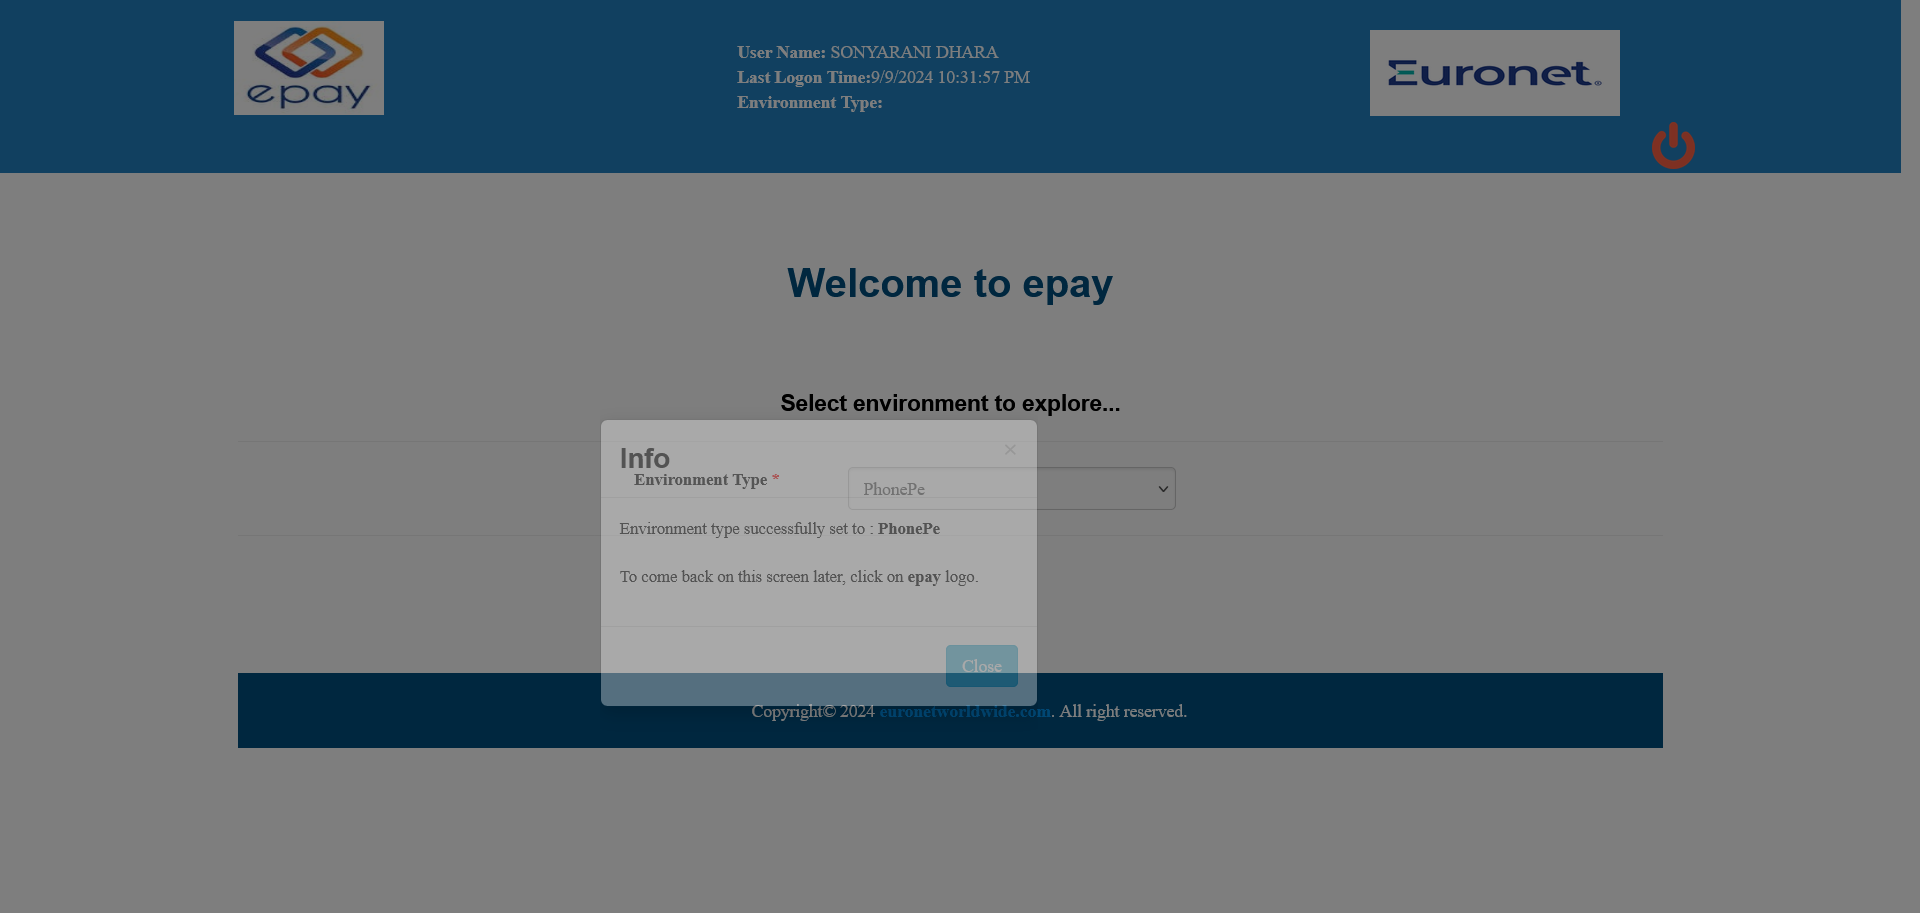 epay
User Name: SONYARANI DHARA
Last Logon Time:9/9/2024 10:31:57 PM
Environment Type:
Euronet®
Welcome to epay
Select environment to explore...
Info
×
Environment Type *
PhonePe
Environment type successfully set to : PhonePe
To come back on this screen later, click on epay logo.
Close
Copyright© 2024 euronetworldwide.com. All right reserved.